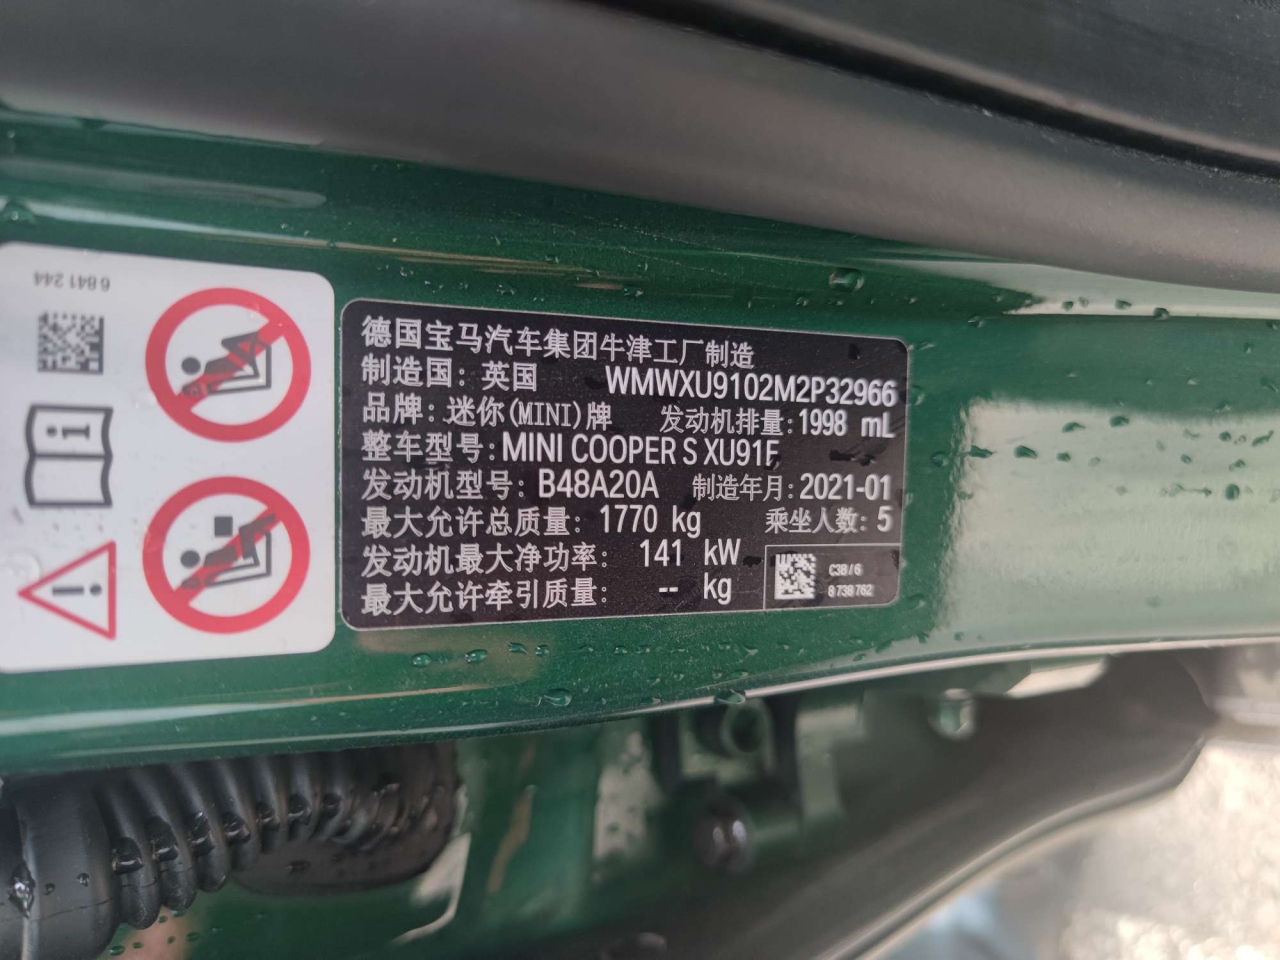 6 841 244
德国宝马汽车集团牛津工厂制造
制造国: 英国 WMWXU9102M2P32966
品牌: 迷你(MINI)牌 发动机排量: 1998 mL
整车型号: MINI COOPER S XU91F
发动机型号: B48A20A 制造年月: 2021-01
最大允许总质量: 1770 kg 乘坐人数: 5
发动机最大净功率: 141 kW
最大允许牵引质量: -- kg
C3B / 6
8 738 762